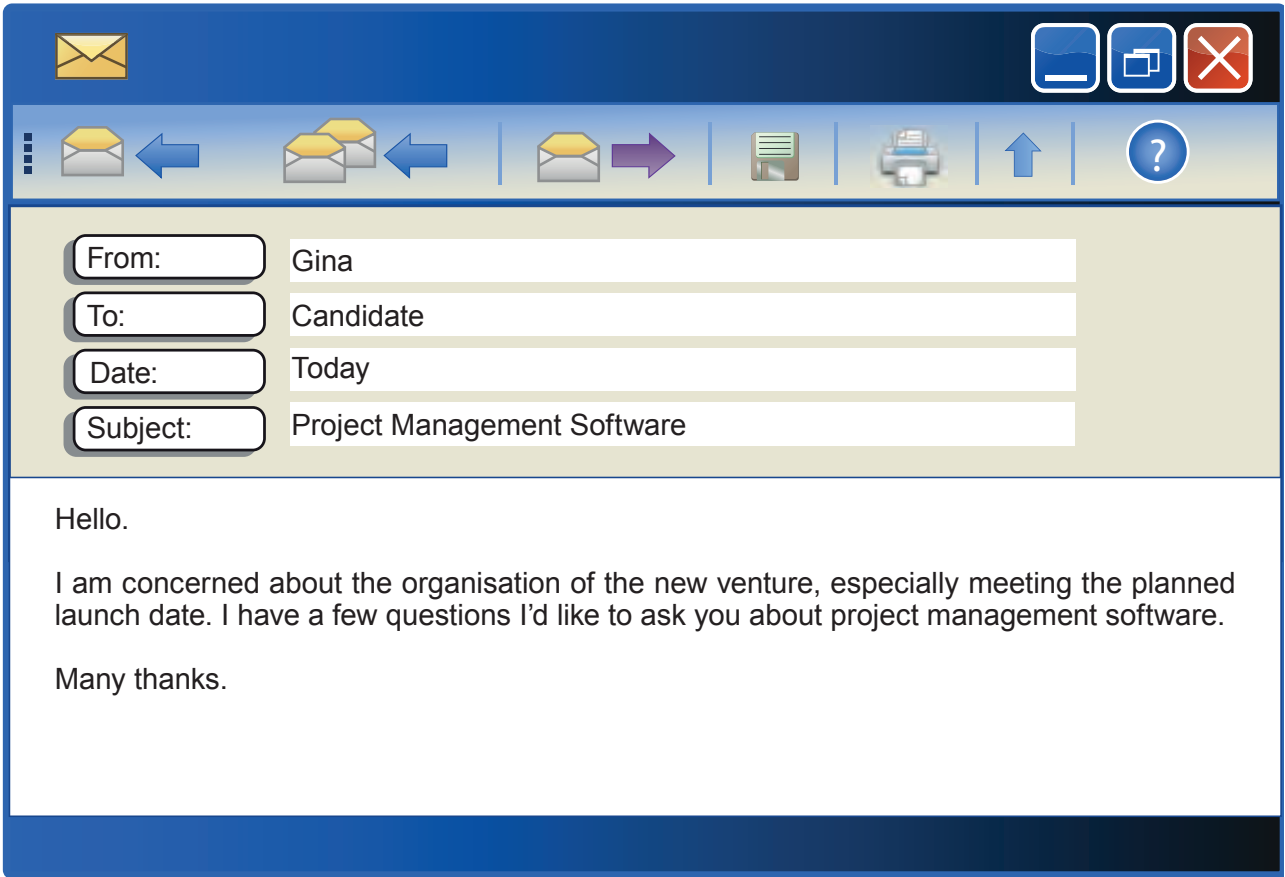 ?
From: Gina
To: Candidate
Date: Today
Subject: Project Management Software
Hello.
I am concerned about the organisation of the new venture, especially meeting the planned
launch date. I have a few questions I’d like to ask you about project management software.
Many thanks.